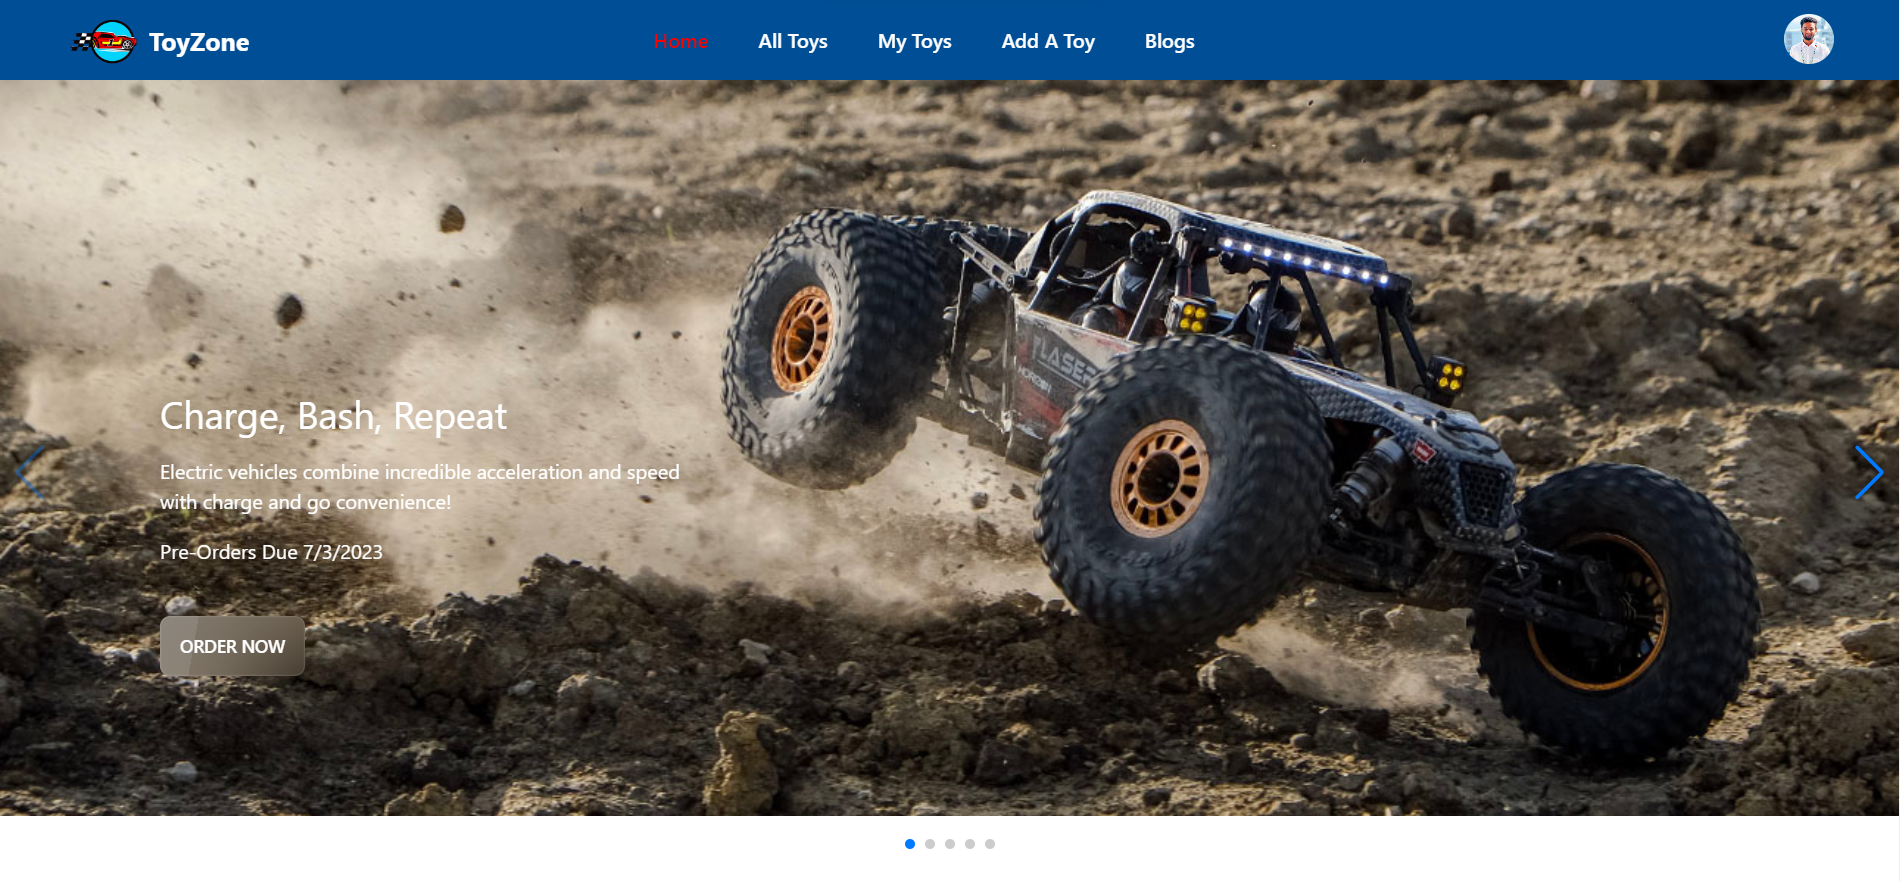 ToyZone
Home
All Toys
My Toys
Add A Toy
Blogs
Charge, Bash, Repeat
Electric vehicles combine incredible acceleration and speed
with charge and go convenience!
Pre-Orders Due 7/3/2023
ORDER NOW